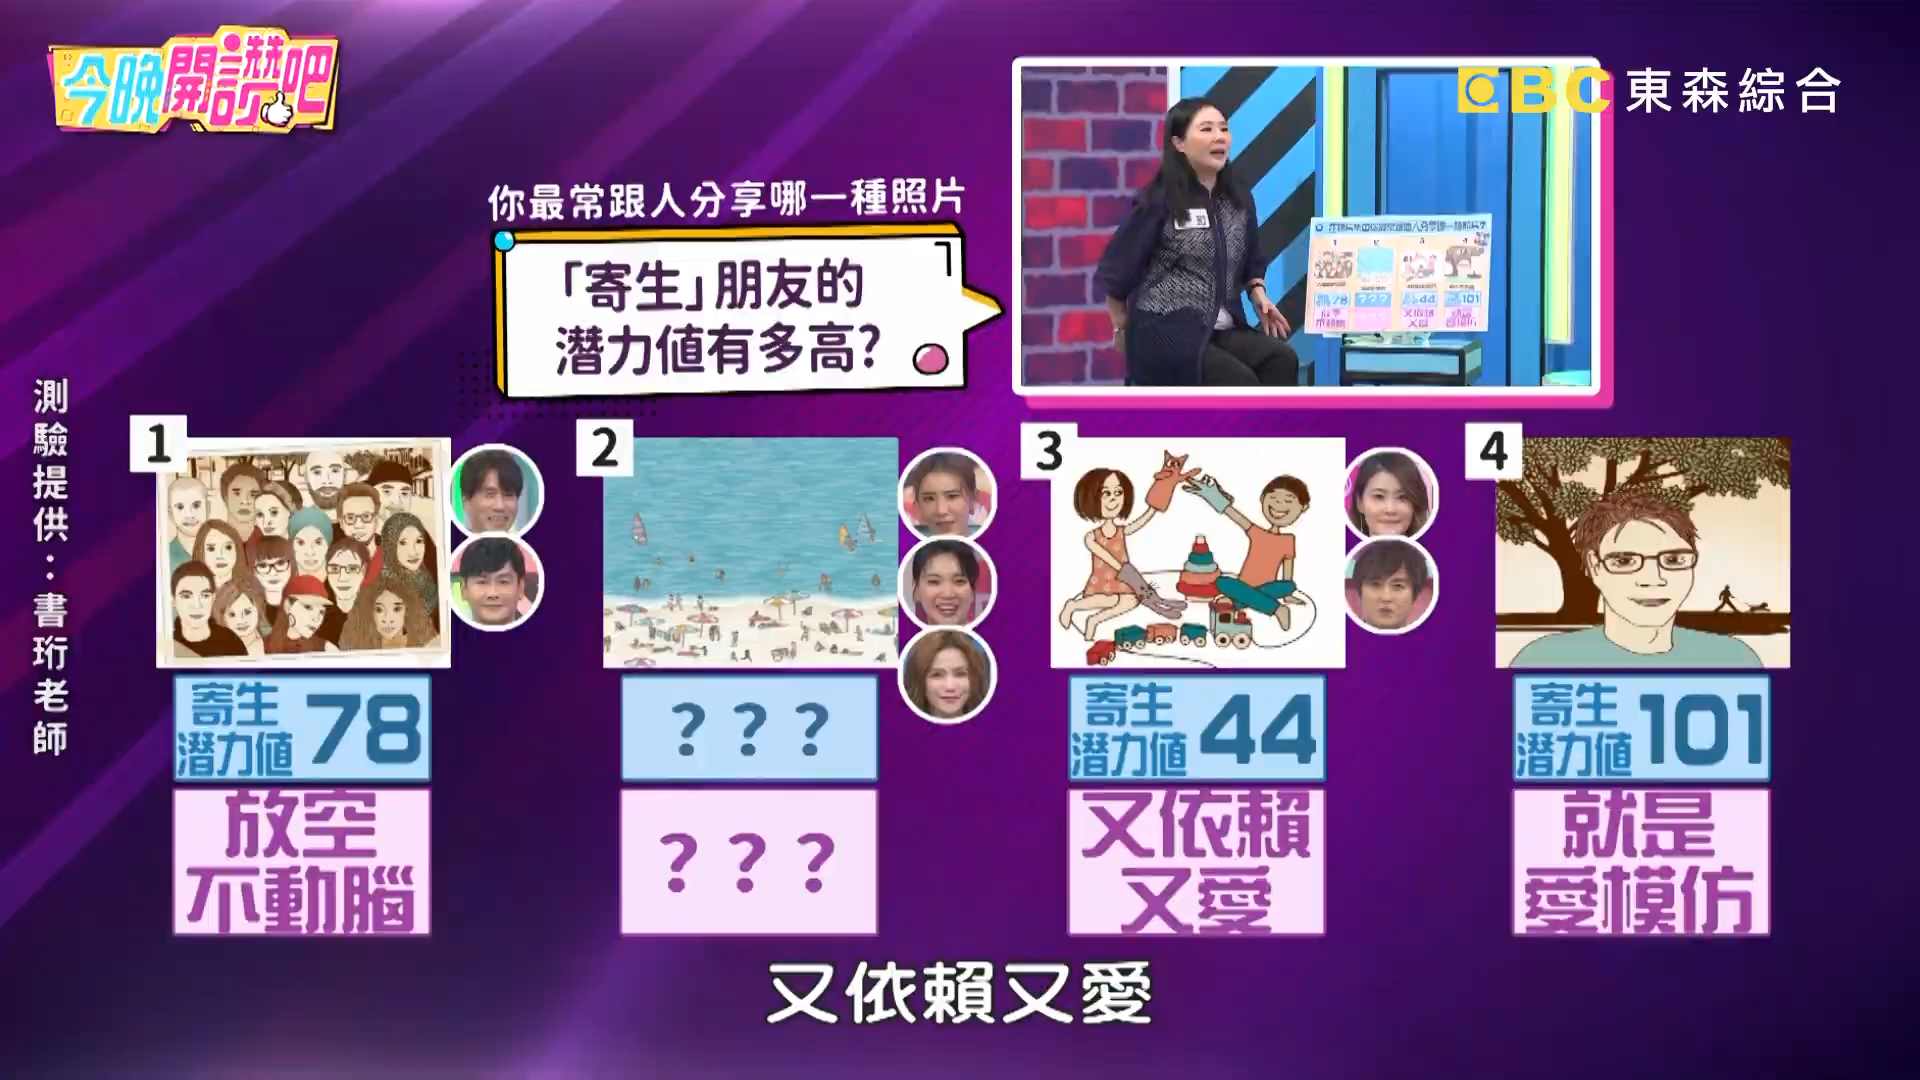 今晚開讚吧
EBC 東森綜合
你最常跟人分享哪一種照片
「寄生」朋友的
潛力値有多高?
測驗提供：書珩老師
1
2
3
4
寄生
潛力値 78
放空
不動腦
？？？
？？？
寄生
潛力値 44
又依賴
又愛
寄生
潛力値 101
就是
愛模仿
又依賴又愛